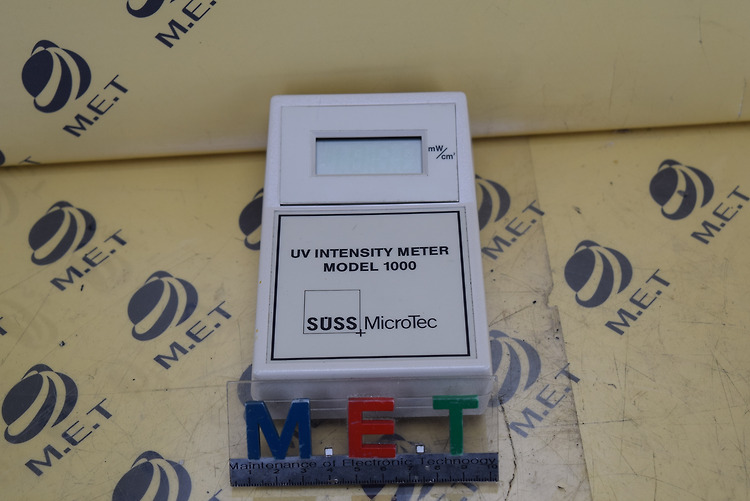 M.E.T
M.E.T
mW/cm²
M.E.T
M.E.T
M.E.T
UV INTENSITY METER
MODEL 1000
M.E.T
M.E.T
SÜSS MicroTec
M.E.T
M.E.T
M.E.T
Maintenance of Electronic Technology